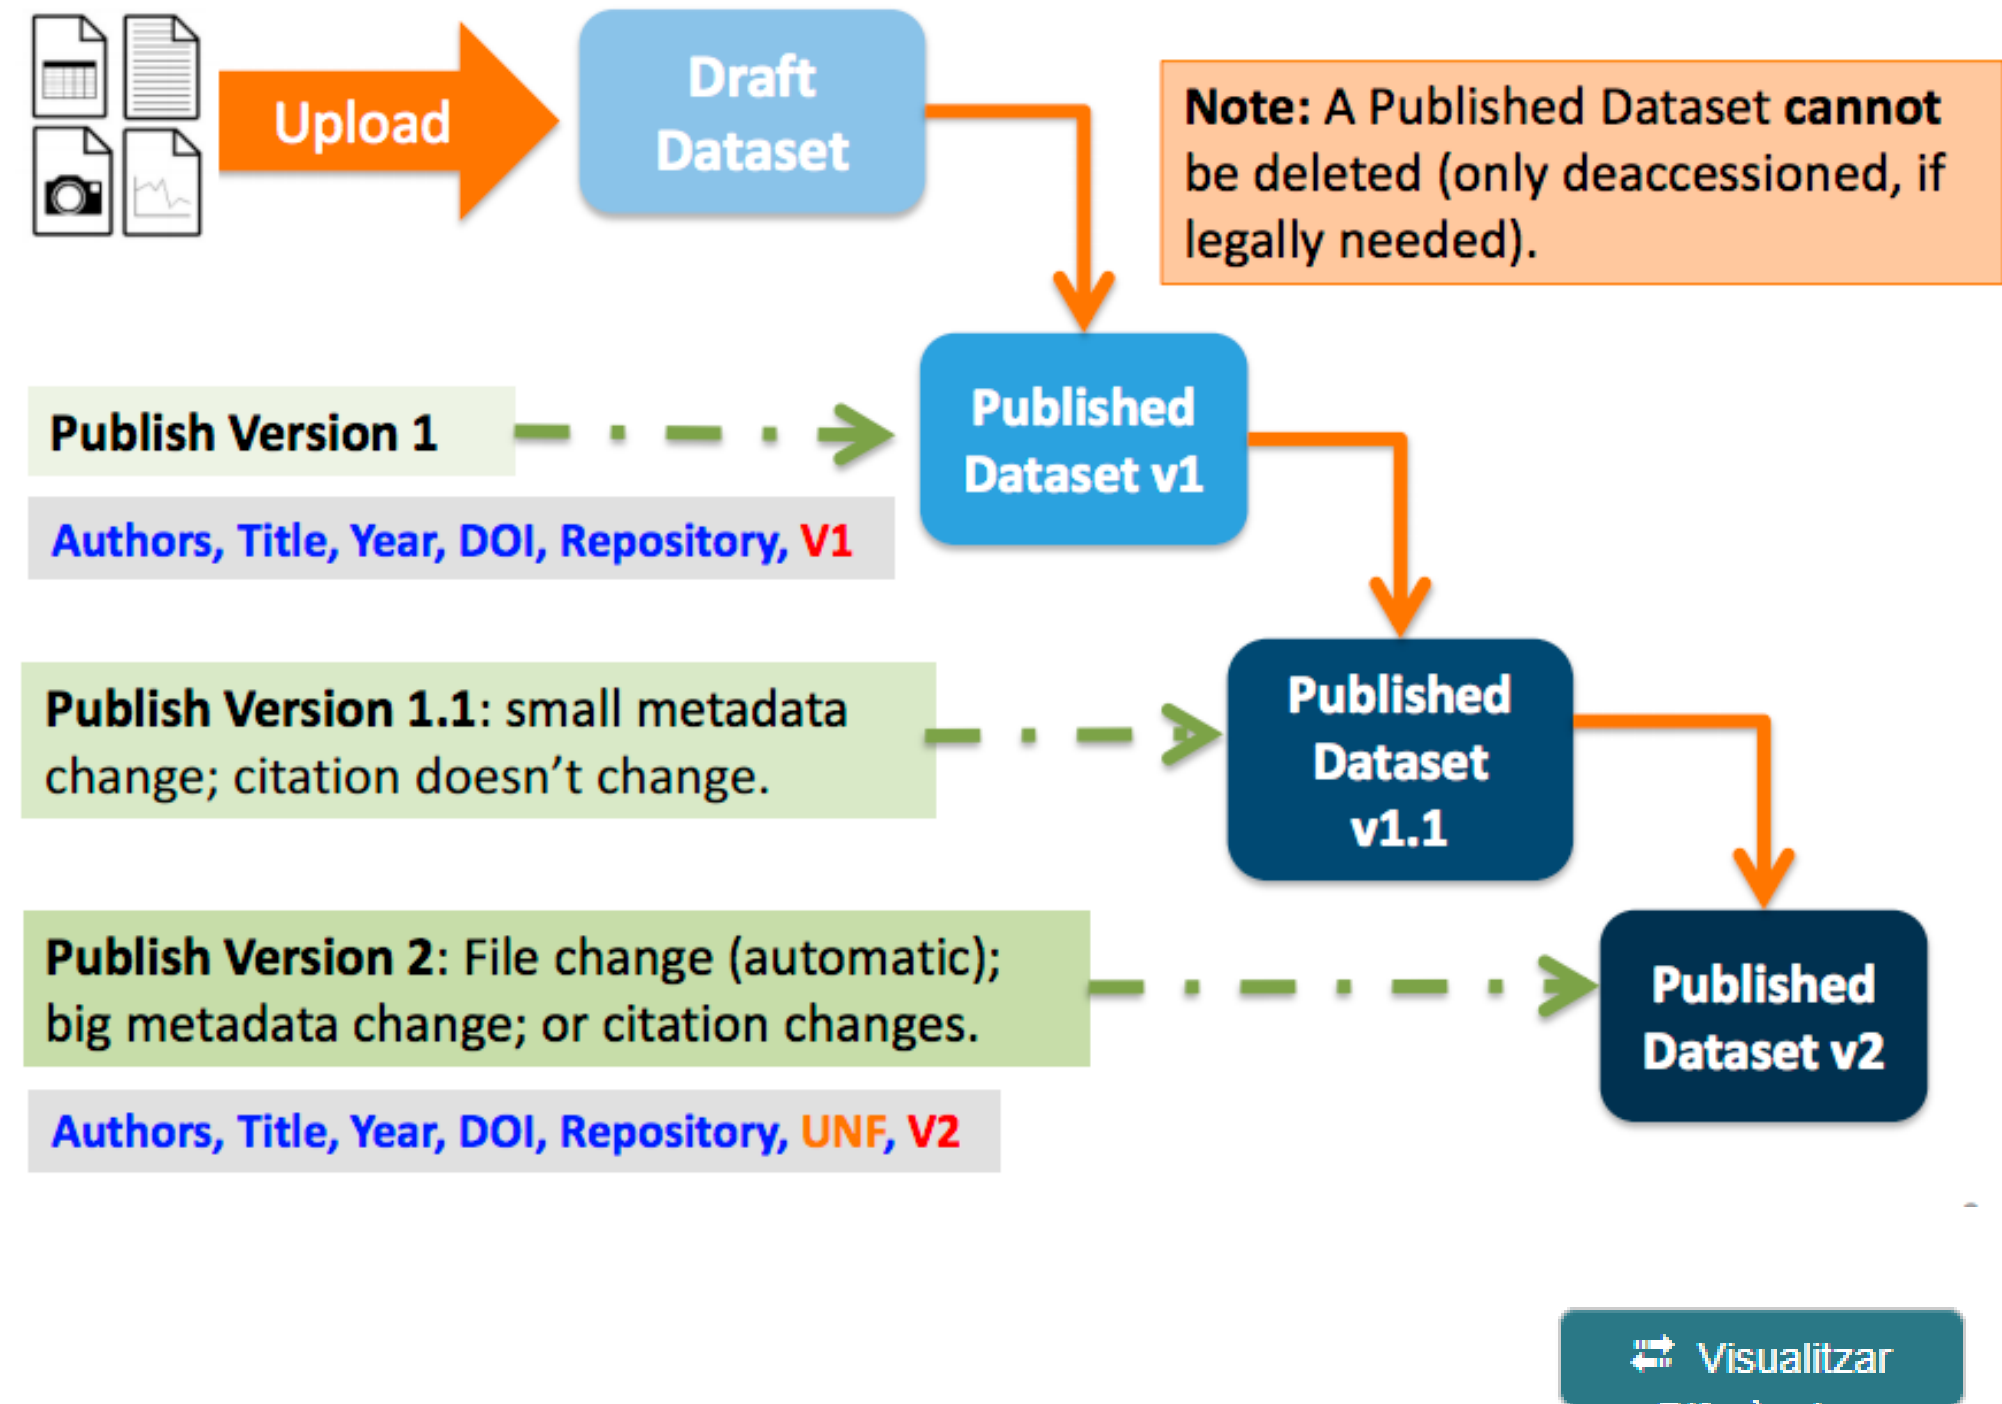 Upload
Draft
Dataset
Note: A Published Dataset cannot
be deleted (only deaccessioned, if
legally needed).
Publish Version 1
Published
Dataset v1
Authors, Title, Year, DOI, Repository, V1
Publish Version 1.1: small metadata
change; citation doesn’t change.
Published
Dataset
v1.1
Publish Version 2: File change (automatic);
big metadata change; or citation changes.
Published
Dataset v2
Authors, Title, Year, DOI, Repository, UNF, V2
Visualitzar